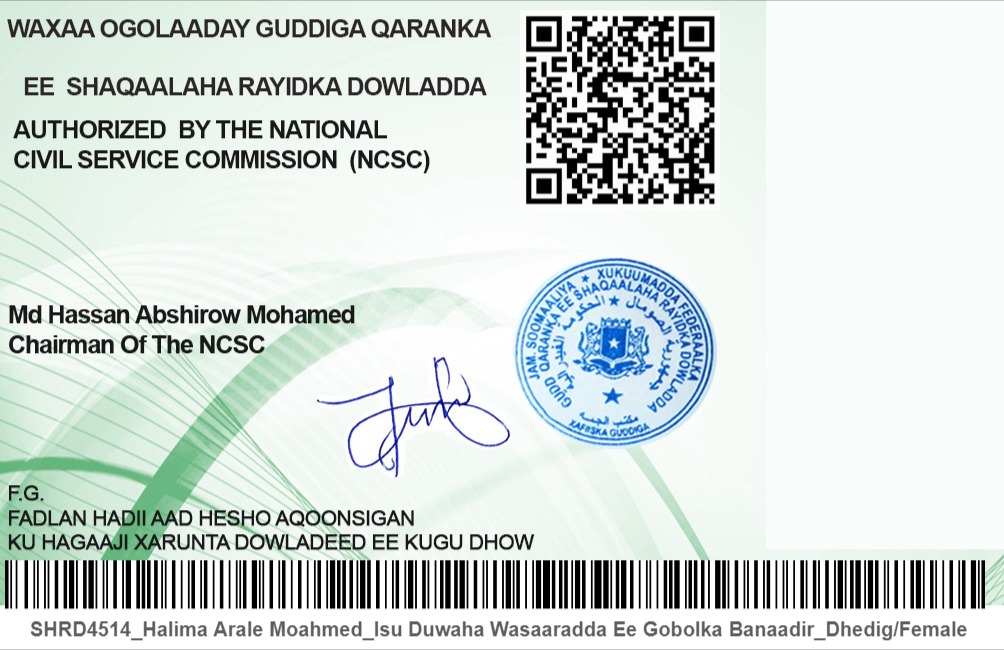 WAXAA OGOLAADAY GUDDIGA QARANKA
EE SHAQAALAHA RAYIDKA DOWLADDA
AUTHORIZED BY THE NATIONAL
CIVIL SERVICE COMMISSION (NCSC)
JAM. SOOMAALIYA ★ XUKUUMADDA FEDERAALKA
GUDD QARANKA EE SHAQAALAHA RAYIDKA DOWLADDA
XAFIISKA GUDDIGA
Md Hassan Abshirow Mohamed
Chairman Of The NCSC
F.G.
FADLAN HADII AAD HESHO AQOONSIGAN
KU HAGAAJI XARUNTA DOWLADEED EE KUGU DHOW
SHRD4514_Halima Arale Moahmed_Isu Duwaha Wasaaradda Ee Gobolka Banaadir_Dhedig/Female